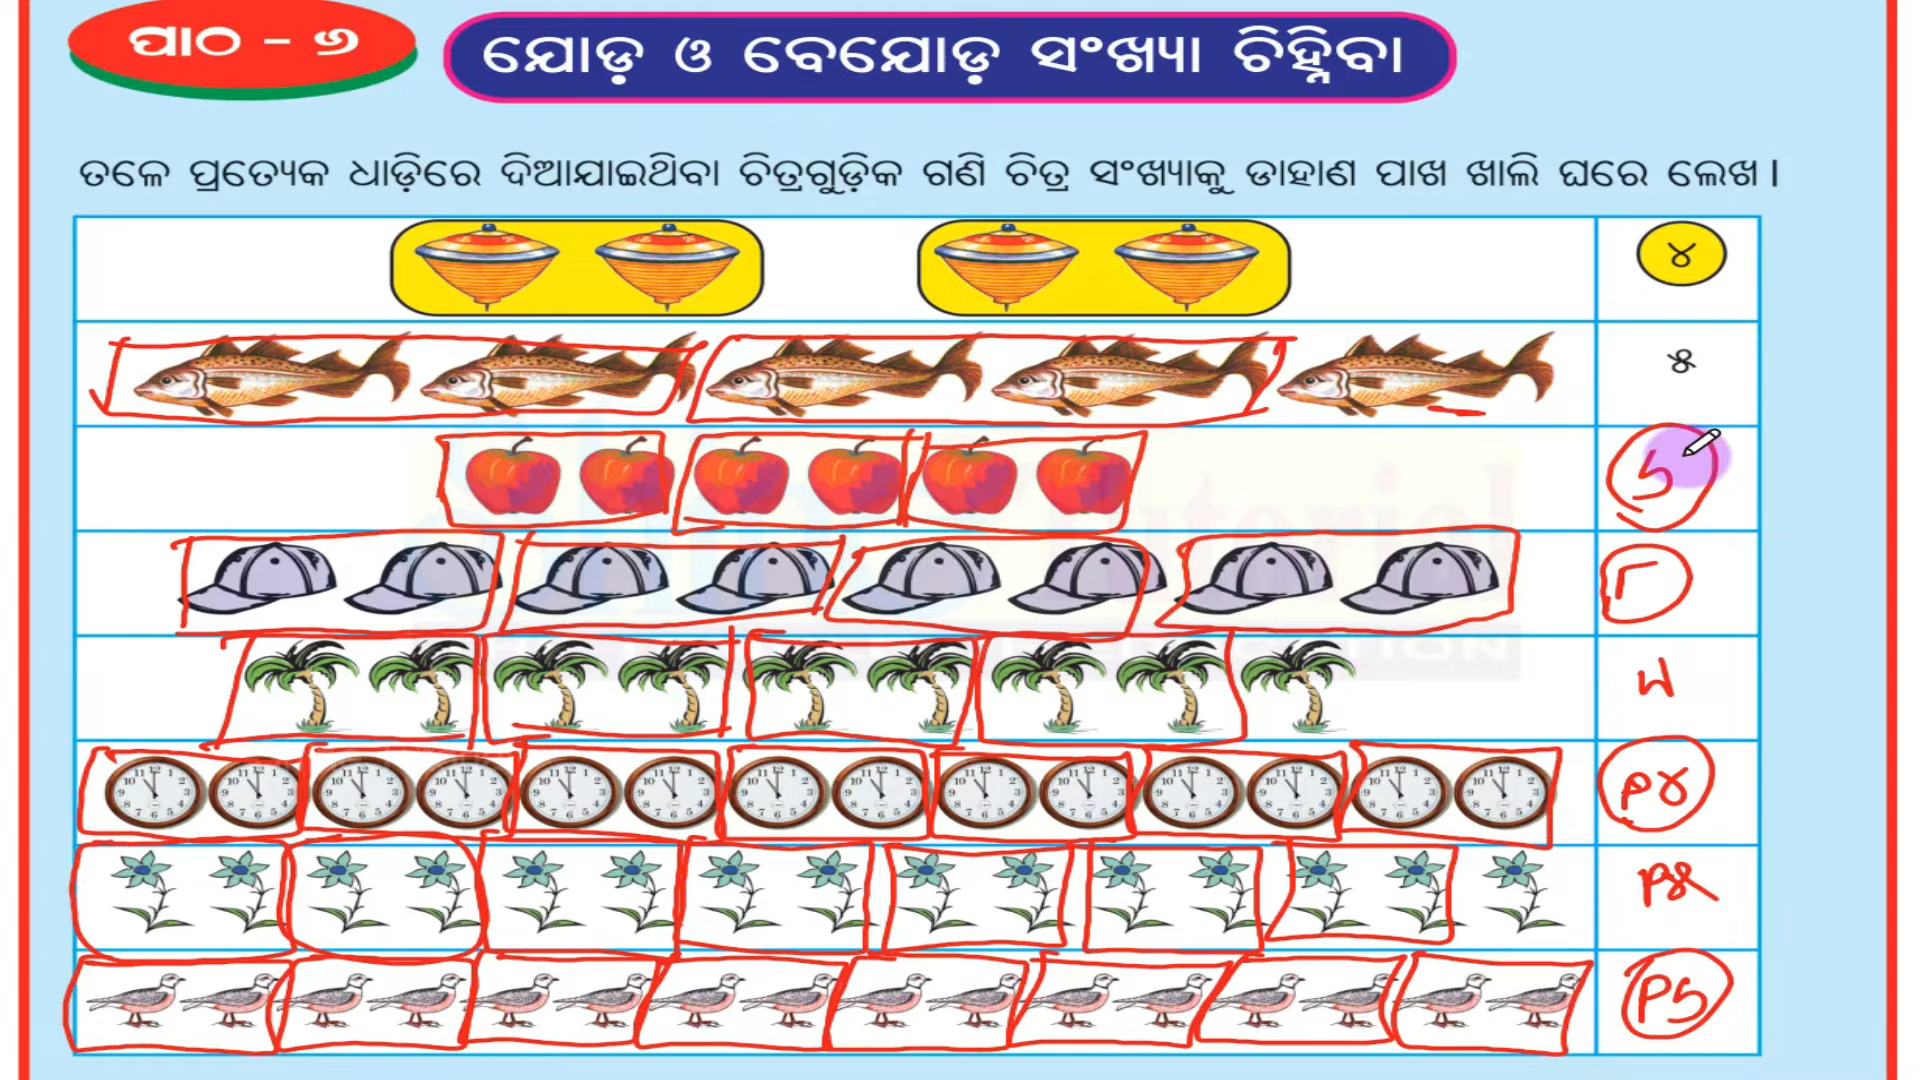 ପାଠ - ୬
ଯୋଡ଼ ଓ ବେଯୋଡ଼ ସଂଖ୍ୟା ଚିହ୍ନିବା
ତଳେ ପ୍ରତ୍ୟେକ ଧାଡ଼ିରେ ଦିଆଯାଇଥିବା ଚିତ୍ରଗୁଡ଼ିକ ଗଣି ଚିତ୍ର ସଂଖ୍ୟାକୁ ଡାହାଣ ପାଖ ଖାଲି ଘରେ ଲେଖ।
୪
୫
୬
୮
୯
୧୪
୧୫
୧୬